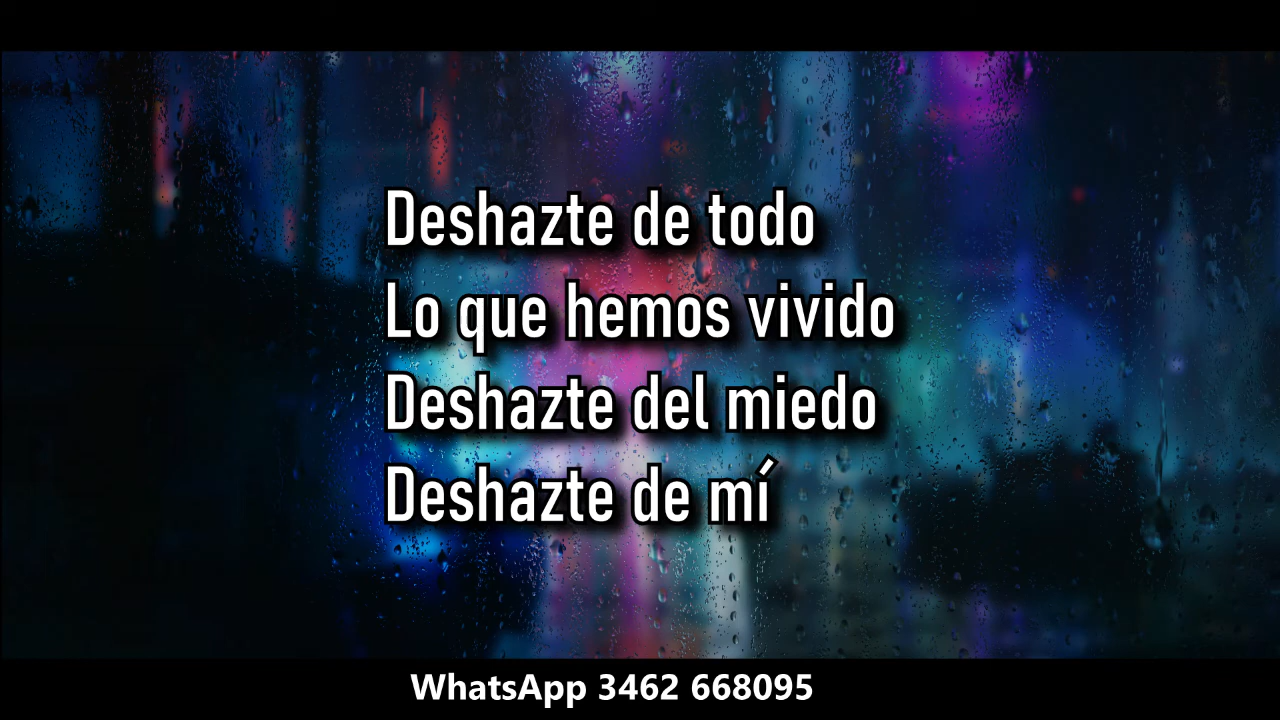 Deshazte de todo
Lo que hemos vivido
Deshazte del miedo
Deshazte de mí
WhatsApp 3462 668095